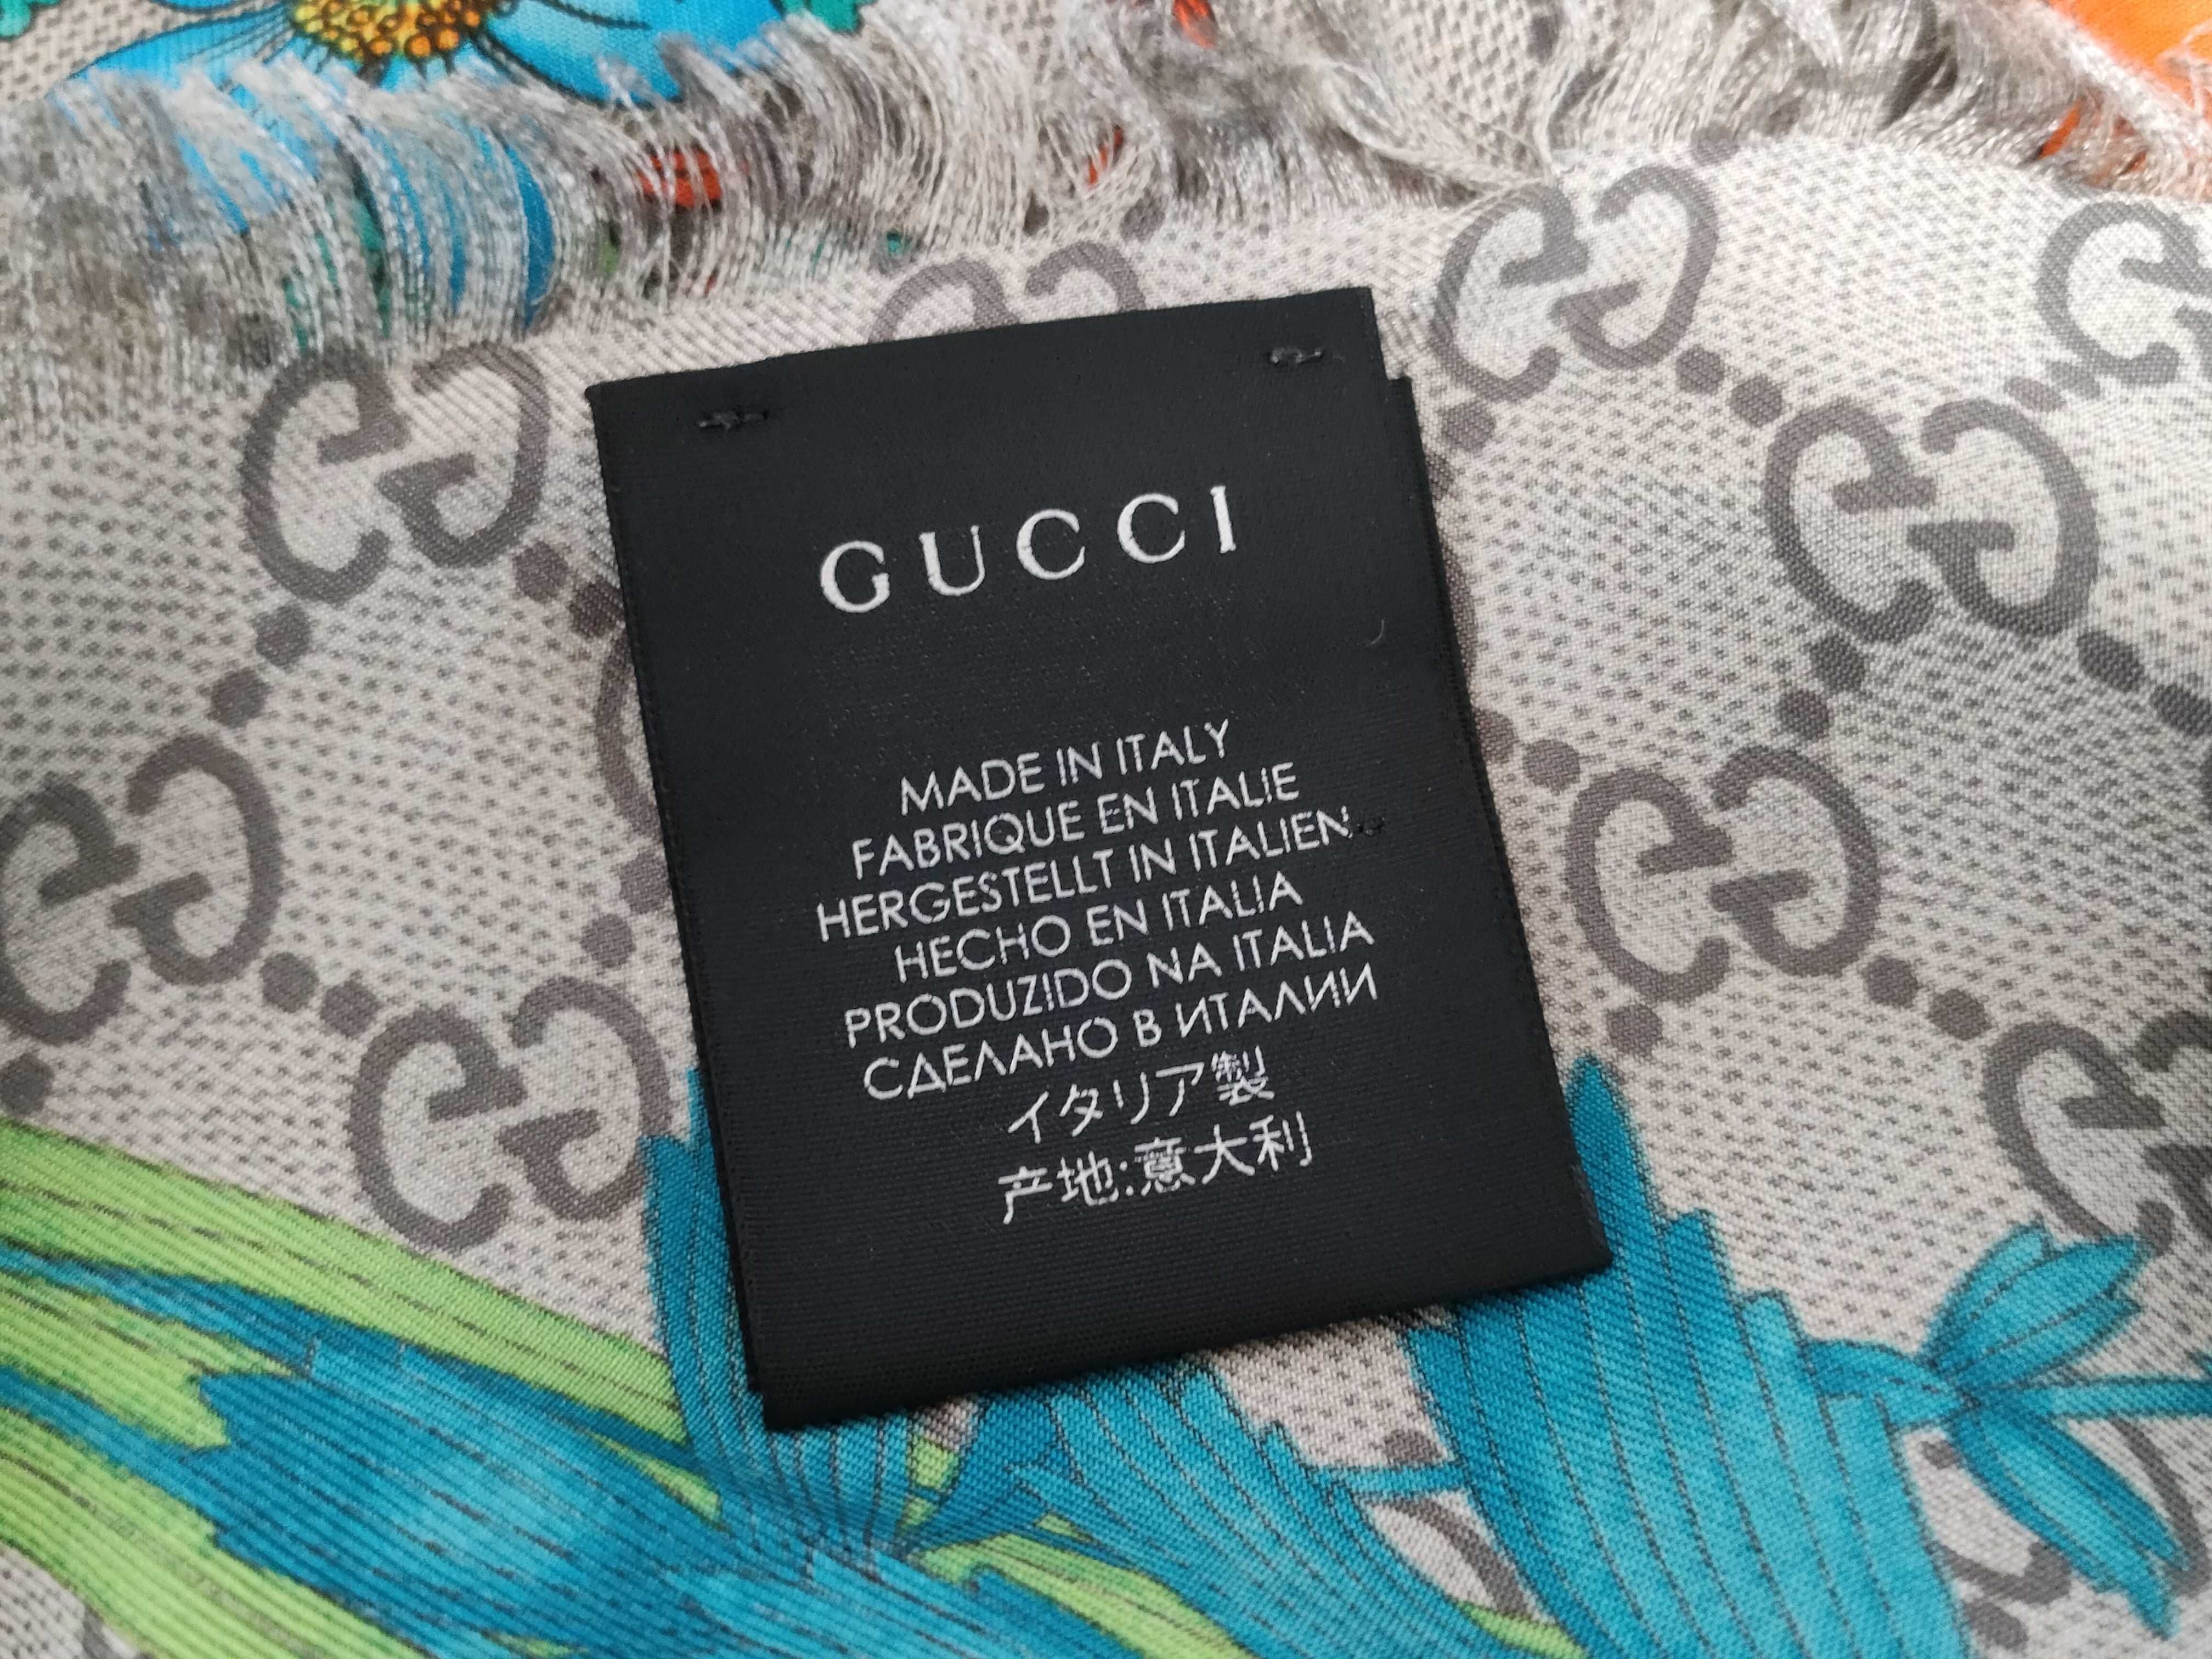 GUCCI
MADE IN ITALY
FABRIQUE EN ITALIE
HERGESTELLT IN ITALIEN
HECHO EN ITALIA
PRODUZIDO NA ITALIA
СДЕЛАНО В ИТАЛИИ
イタリア製
产地:意大利